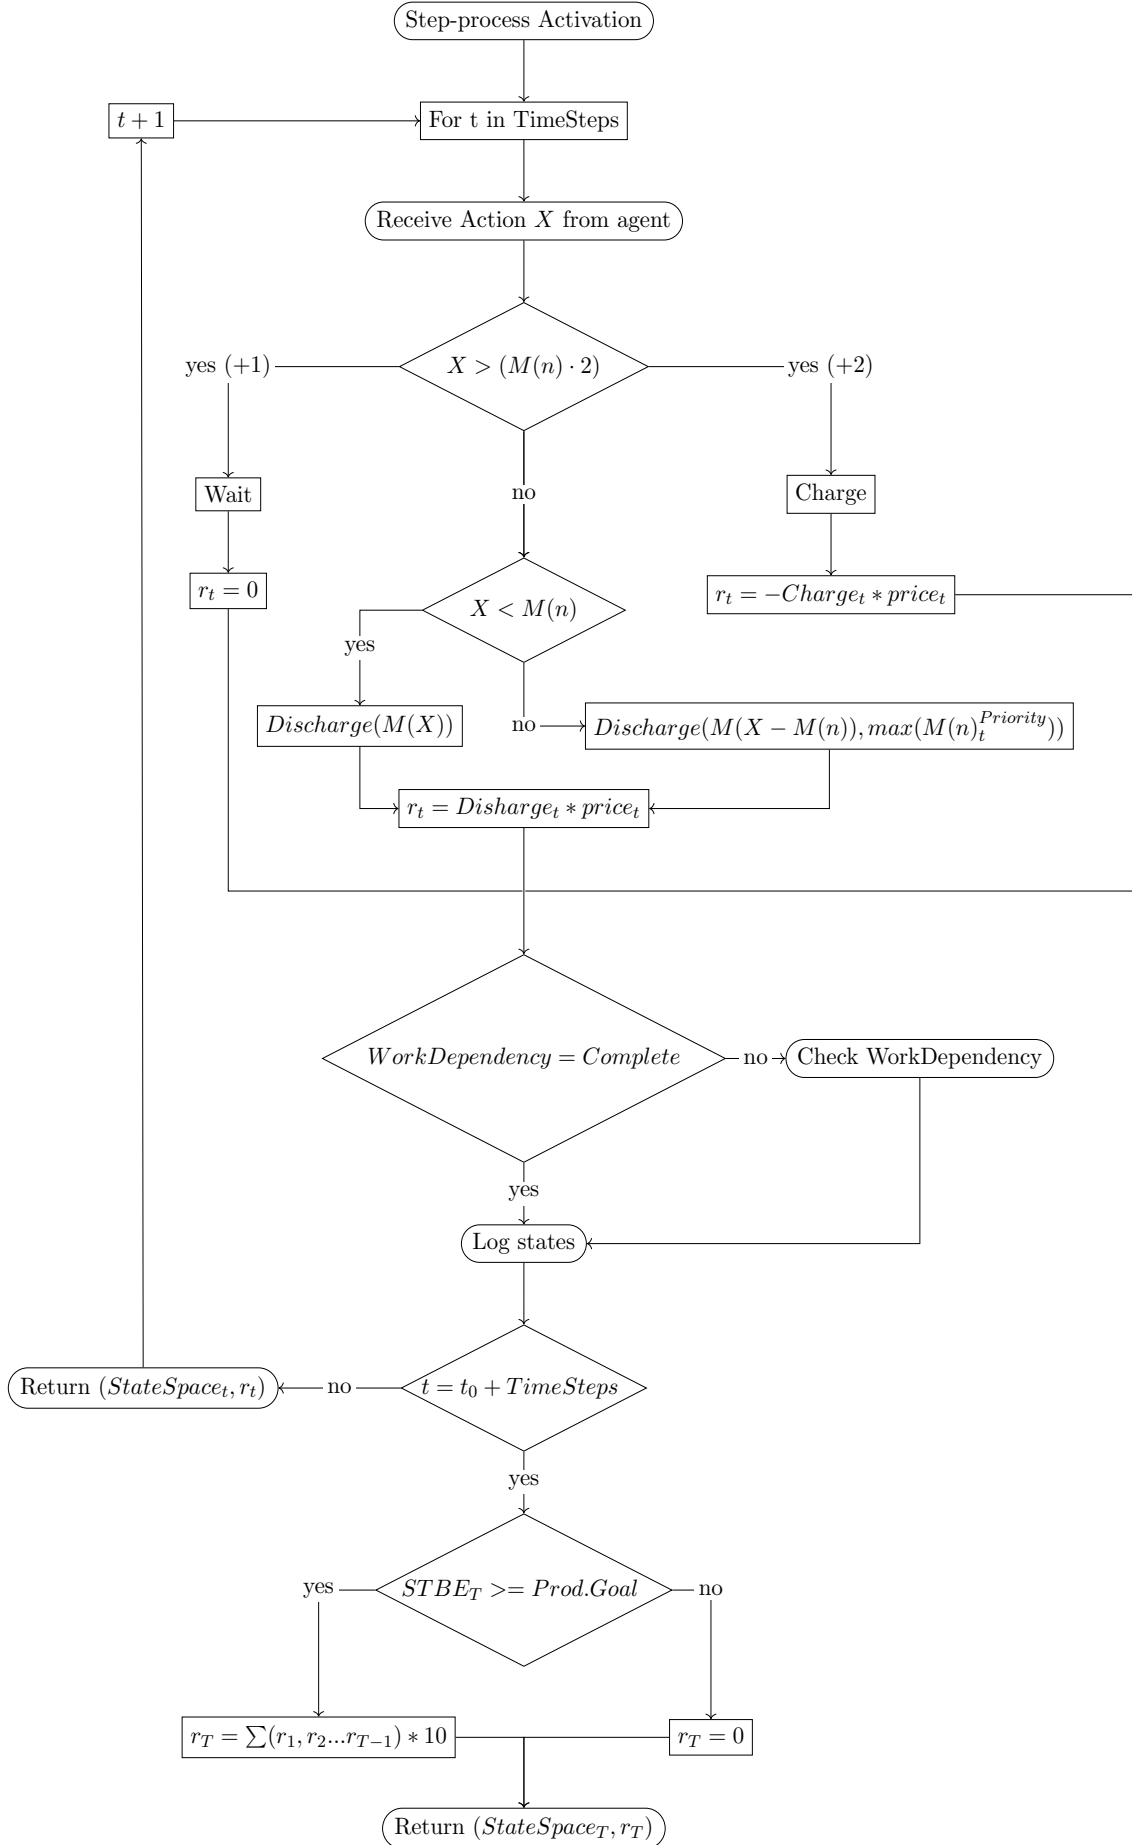 Step-process Activation
t + 1
For t in TimeSteps
Receive Action X from agent
yes (+1)
X > (M(n) · 2)
yes (+2)
Wait
no
Charge
r_t = 0
X < M(n)
r_t = −Charge_t ∗ price_t
yes
Discharge(M(X))
no
Discharge(M(X − M(n)), max(M(n)_t^{Priority}))
r_t = Disharge_t ∗ price_t
WorkDependency = Complete
no
Check WorkDependency
yes
Log states
Return (StateSpace_t, r_t)
no
t = t_0 + TimeSteps
yes
yes
STBE_T >= Prod.Goal
no
r_T = ∑(r_1, r_2...r_{T−1}) ∗ 10
r_T = 0
Return (StateSpace_T, r_T)